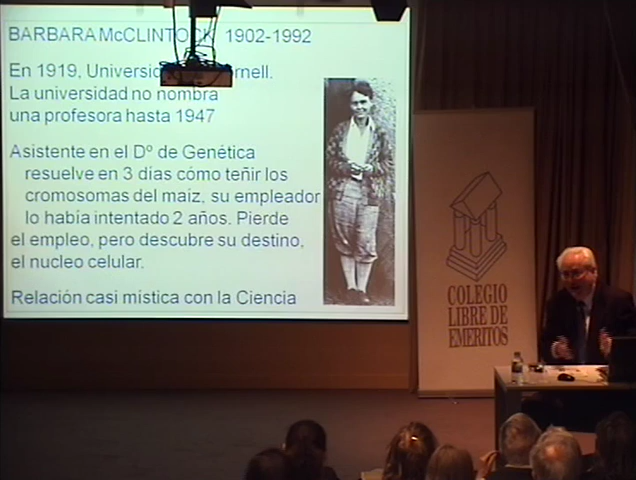 BARBARA McCLINTOCK 1902-1992
En 1919, Cornell.
La universidad no nombra
una profesora hasta 1947
Asistente en el Dº de Genética
resuelve en 3 días cómo teñir los
cromosomas del maíz, su empleador
lo había intentado 2 años. Pierde
el empleo, pero descubre su destino,
el nucleo celular.
Relación casi mística con la Ciencia
COLEGIO
LIBRE DE
EMERITOS